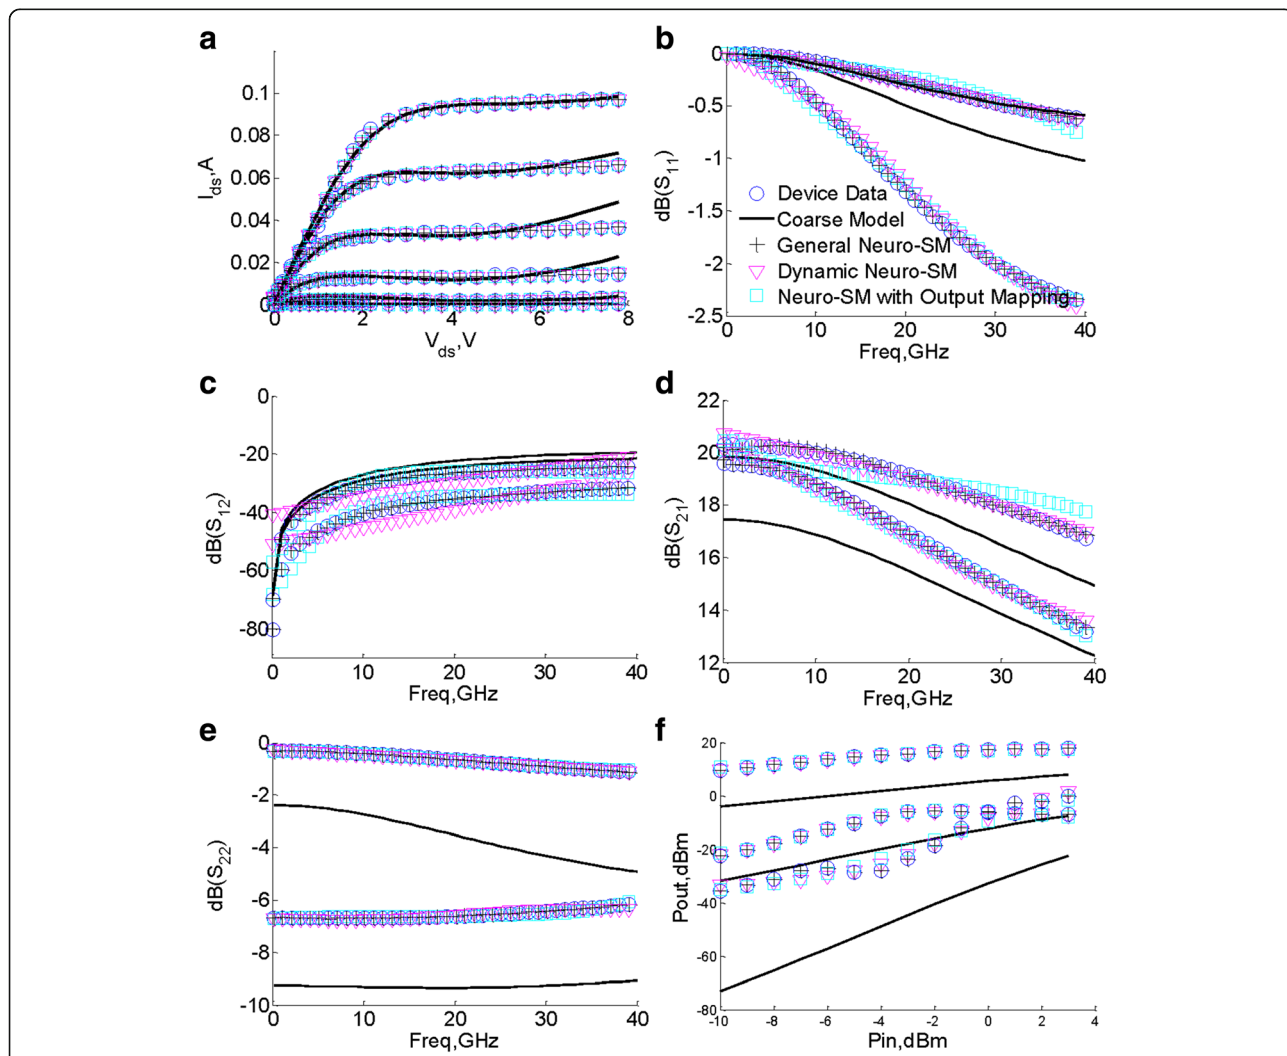 a
0.1
0.08
0.06
0.04
0.02
0
0 2 4 6 8
Ids,A
Vds,V
b
0
-0.5
-1
-1.5
-2
-2.5
0 10 20 30 40
dB(S11)
Freq,GHz
Device Data
Coarse Model
General Neuro-SM
Dynamic Neuro-SM
Neuro-SM with Output Mapping
c
0
-20
-40
-60
-80
0 10 20 30 40
dB(S12)
Freq,GHz
d
22
20
18
16
14
12
0 10 20 30 40
dB(S21)
Freq,GHz
e
0
-2
-4
-6
-8
-10
0 10 20 30 40
dB(S22)
Freq,GHz
f
20
0
-20
-40
-60
-80
-10 -8 -6 -4 -2 0 2 4
Pout,dBm
Pin,dBm